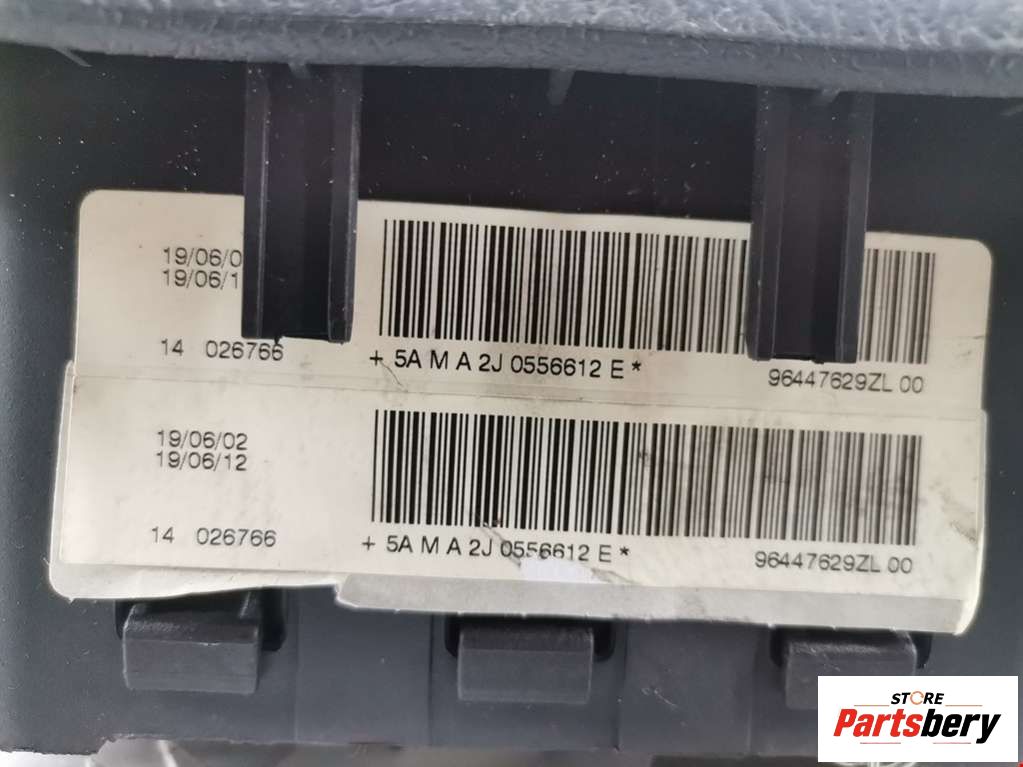 19/06/0
19/06/1
14 026766
+ 5A M A 2J 0556612 E *
96447629ZL 00
19/06/02
19/06/12
14 026766
+ 5A M A 2J 0556612 E *
96447629ZL 00
STORE
Partsbery